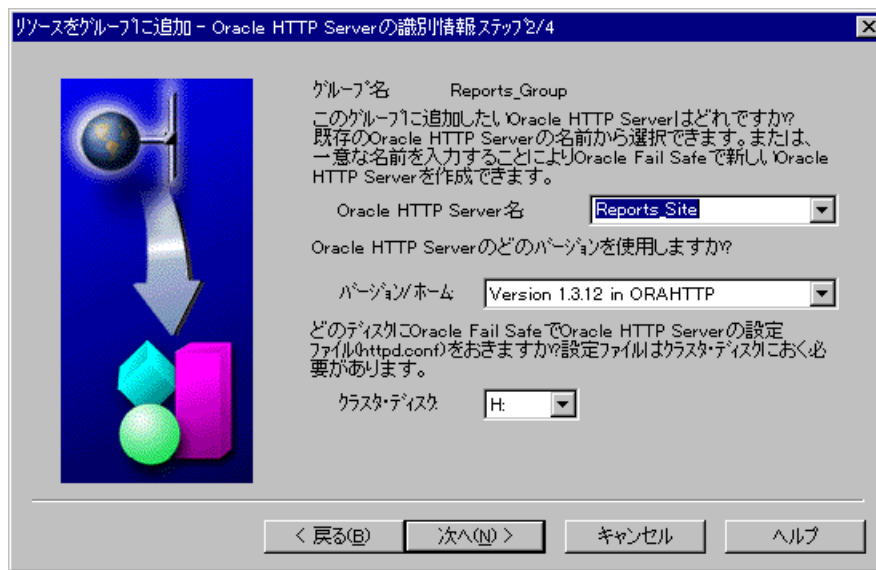 リソースをグループに追加 - Oracle HTTP Serverの識別情報 ステップ2/4
グループ名 Reports_Group
このグループに追加したいOracle HTTP Serverはどれですか?
既存のOracle HTTP Serverの名前から選択できます。または、
一意な名前を入力することによりOracle Fail Safeで新しいOracle
HTTP Serverを作成できます。
Oracle HTTP Server名 Reports_Site
Oracle HTTP Serverのどのバージョンを使用しますか?
バージョン/ホーム Version 1.3.12 in ORAHTTP
どのディスクにOracle Fail SafeでOracle HTTP Serverの設定
ファイル(httpd.conf)をおきますか?設定ファイルはクラスタ・ディスクにおく必
要があります。
クラスタ・ディスク H:
< 戻る(B) 次へ(N) > キャンセル ヘルプ